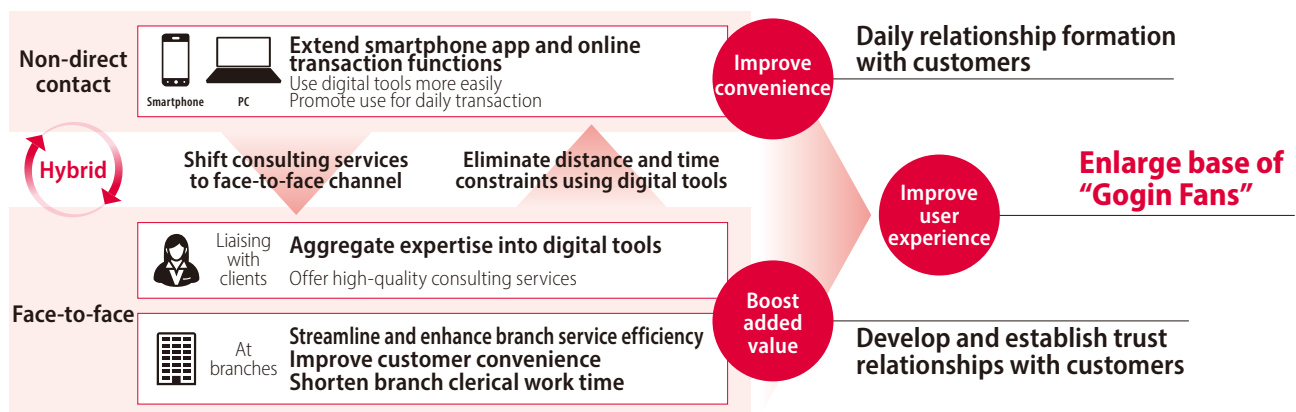 Non-direct
contact
Smartphone
PC
Extend smartphone app and online
transaction functions
Use digital tools more easily
Promote use for daily transaction
Improve
convenience
Daily relationship formation
with customers
Hybrid
Shift consulting services
to face-to-face channel
Eliminate distance and time
constraints using digital tools
Improve
user
experience
Enlarge base of
“Gogin Fans”
Face-to-face
Liaising
with
clients
Aggregate expertise into digital tools
Offer high-quality consulting services
At
branches
Streamline and enhance branch service efficiency
Improve customer convenience
Shorten branch clerical work time
Boost
added
value
Develop and establish trust
relationships with customers